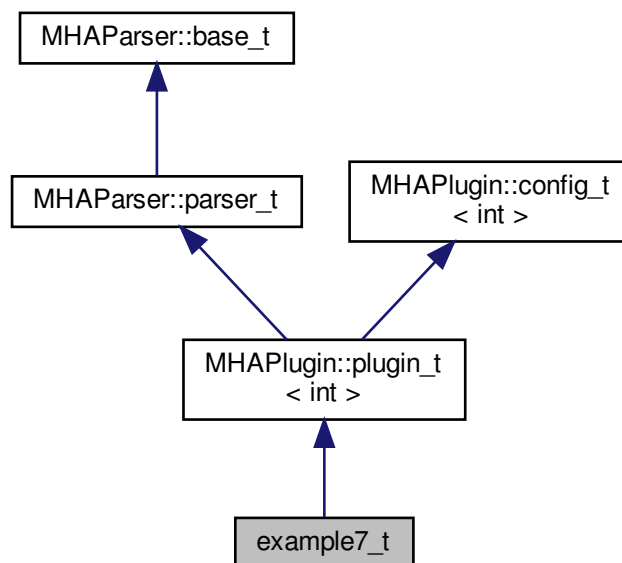 MHAParser::base_t
MHAParser::parser_t
MHAPlugin::config_t
< int >
MHAPlugin::plugin_t
< int >
example7_t